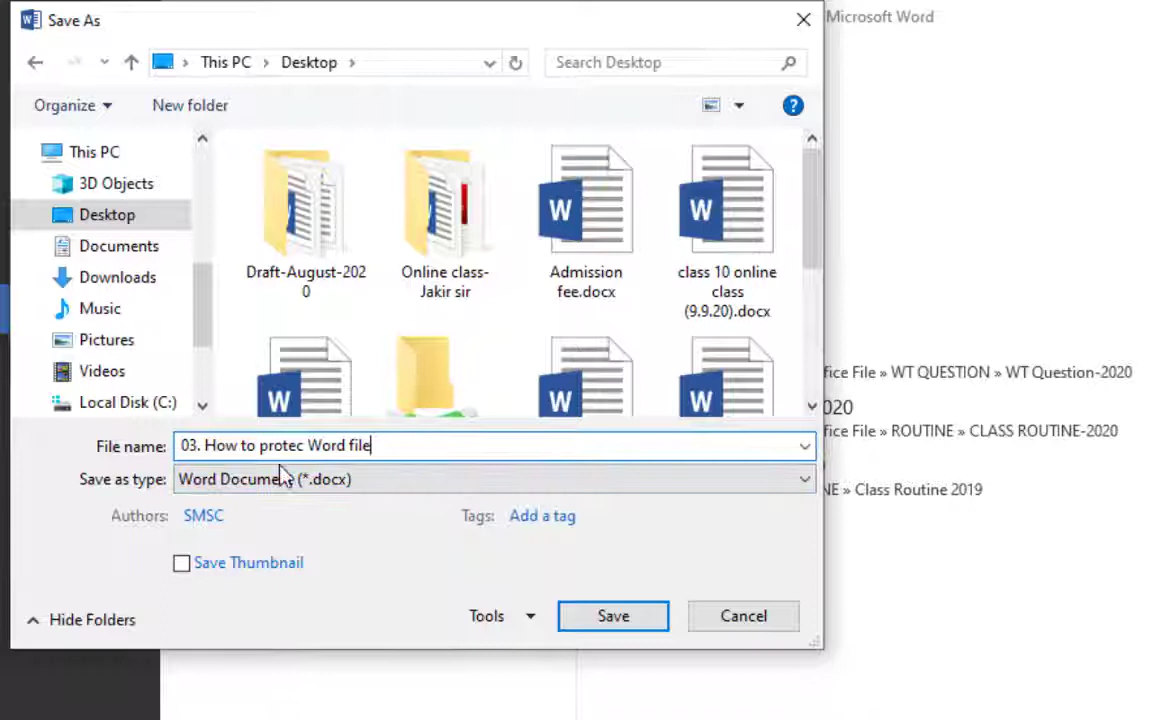 Save As
Microsoft Word
This PC
Desktop
Search Desktop
Organize
New folder
?
This PC
3D Objects
Desktop
Documents
Downloads
Music
Pictures
Videos
Local Disk (C:)
Draft-August-202
0
Online class-
Jakir sir
Admission
fee.docx
class 10 online
class
(9.9.20).docx
fice File » WT QUESTION » WT Question-2020
020
fice File » ROUTINE » CLASS ROUTINE-2020
NE » Class Routine 2019
File name: 03. How to protec Word file
Save as type: Word Document (*.docx)
Authors: SMSC
Tags: Add a tag
Save Thumbnail
Hide Folders
Tools
Save
Cancel